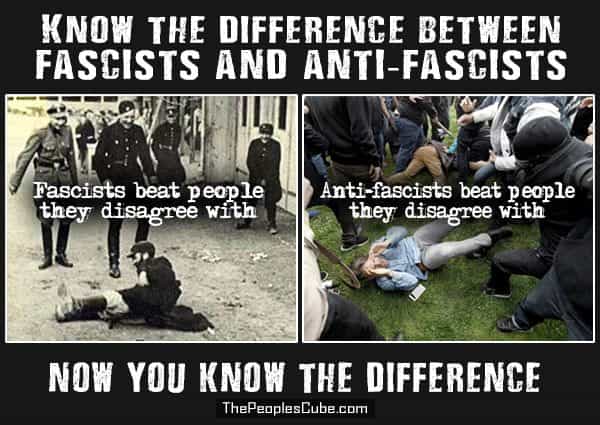 KNOW THE DIFFERENCE BETWEEN
FASCISTS AND ANTI-FASCISTS
Fascists beat people
they disagree with
Anti-fascists beat people
they disagree with
NOW YOU KNOW THE DIFFERENCE
ThePeoplesCube.com